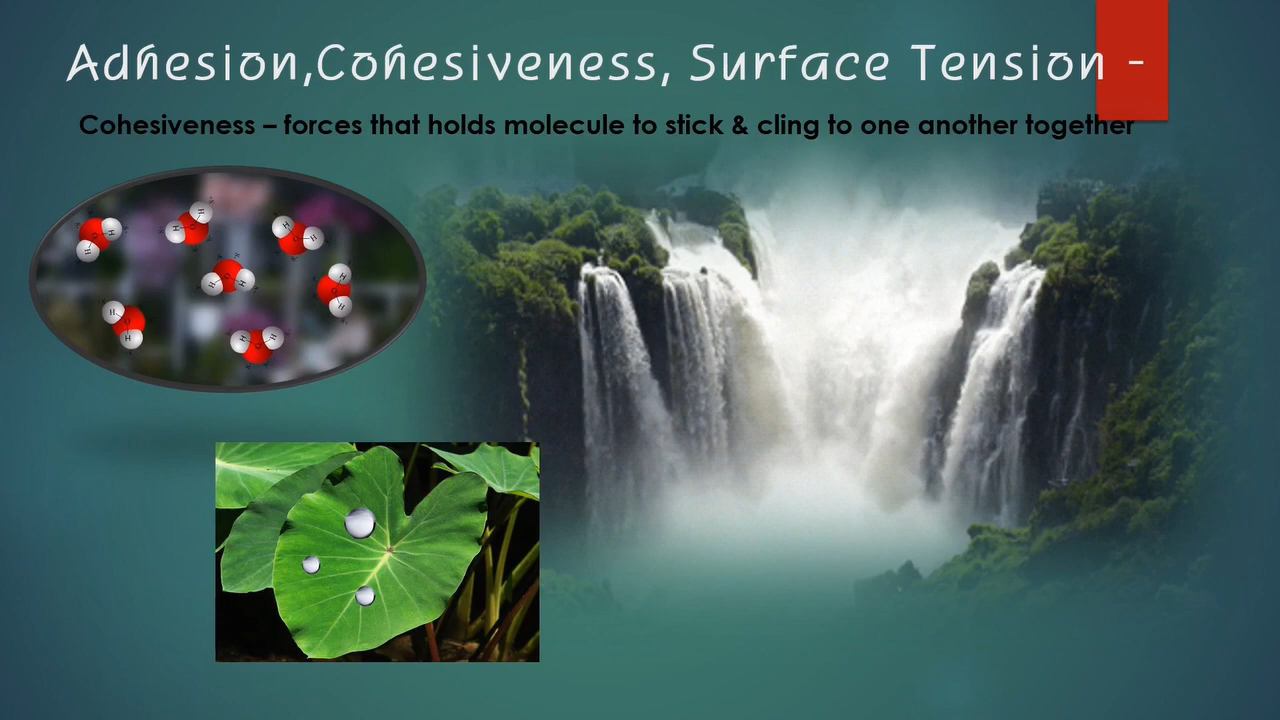 Adhesion,Cohesiveness, Surface Tension -
Cohesiveness – forces that holds molecule to stick & cling to one another together